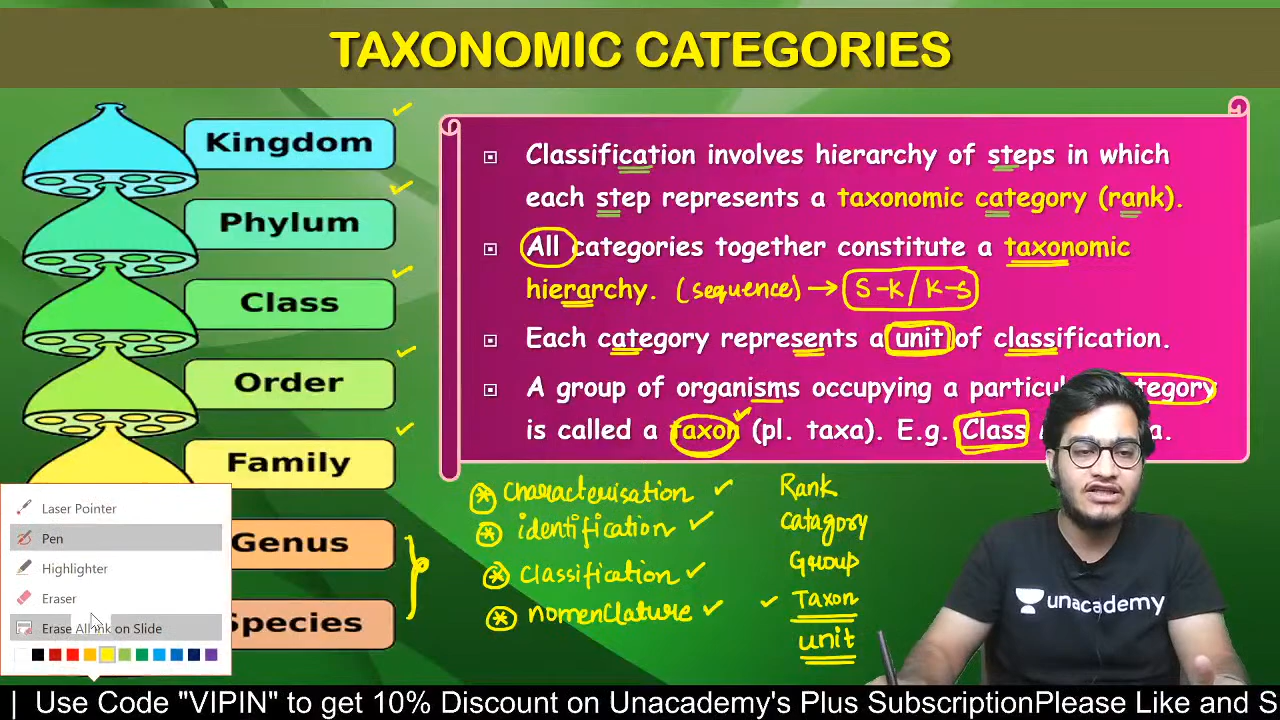 TAXONOMIC CATEGORIES
Kingdom
Phylum
Class
Order
Family
Genus
Species
Classification involves hierarchy of steps in which
each step represents a taxonomic category (rank).
All categories together constitute a taxonomic
hierarchy. (sequence) → S-K/K-S
Each category represents a unit of classification.
A group of organisms occupying a particul tegory
is called a taxon (pl. taxa). E.g. Class a.
Characterisation
identification
Classification
nomenclature
Rank
Catagory
Group
Taxon
unit
Laser Pointer
Pen
Highlighter
Eraser
Erase All Ink on Slide
unacademy
| Use Code "VIPIN" to get 10% Discount on Unacademy's Plus SubscriptionPlease Like and S